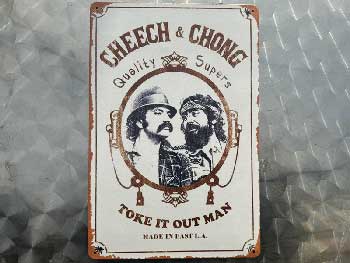 CHEECH & CHONG
Quality Supers
TOKE IT OUT MAN
MADE IN EAST L.A.